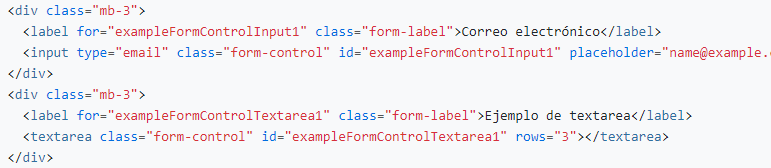 <div class="mb-3">
  <label for="exampleFormControlInput1" class="form-label">Correo electrónico</label>
  <input type="email" class="form-control" id="exampleFormControlInput1" placeholder="name@example.
</div>
<div class="mb-3">
  <label for="exampleFormControlTextarea1" class="form-label">Ejemplo de textarea</label>
  <textarea class="form-control" id="exampleFormControlTextarea1" rows="3"></textarea>
</div>